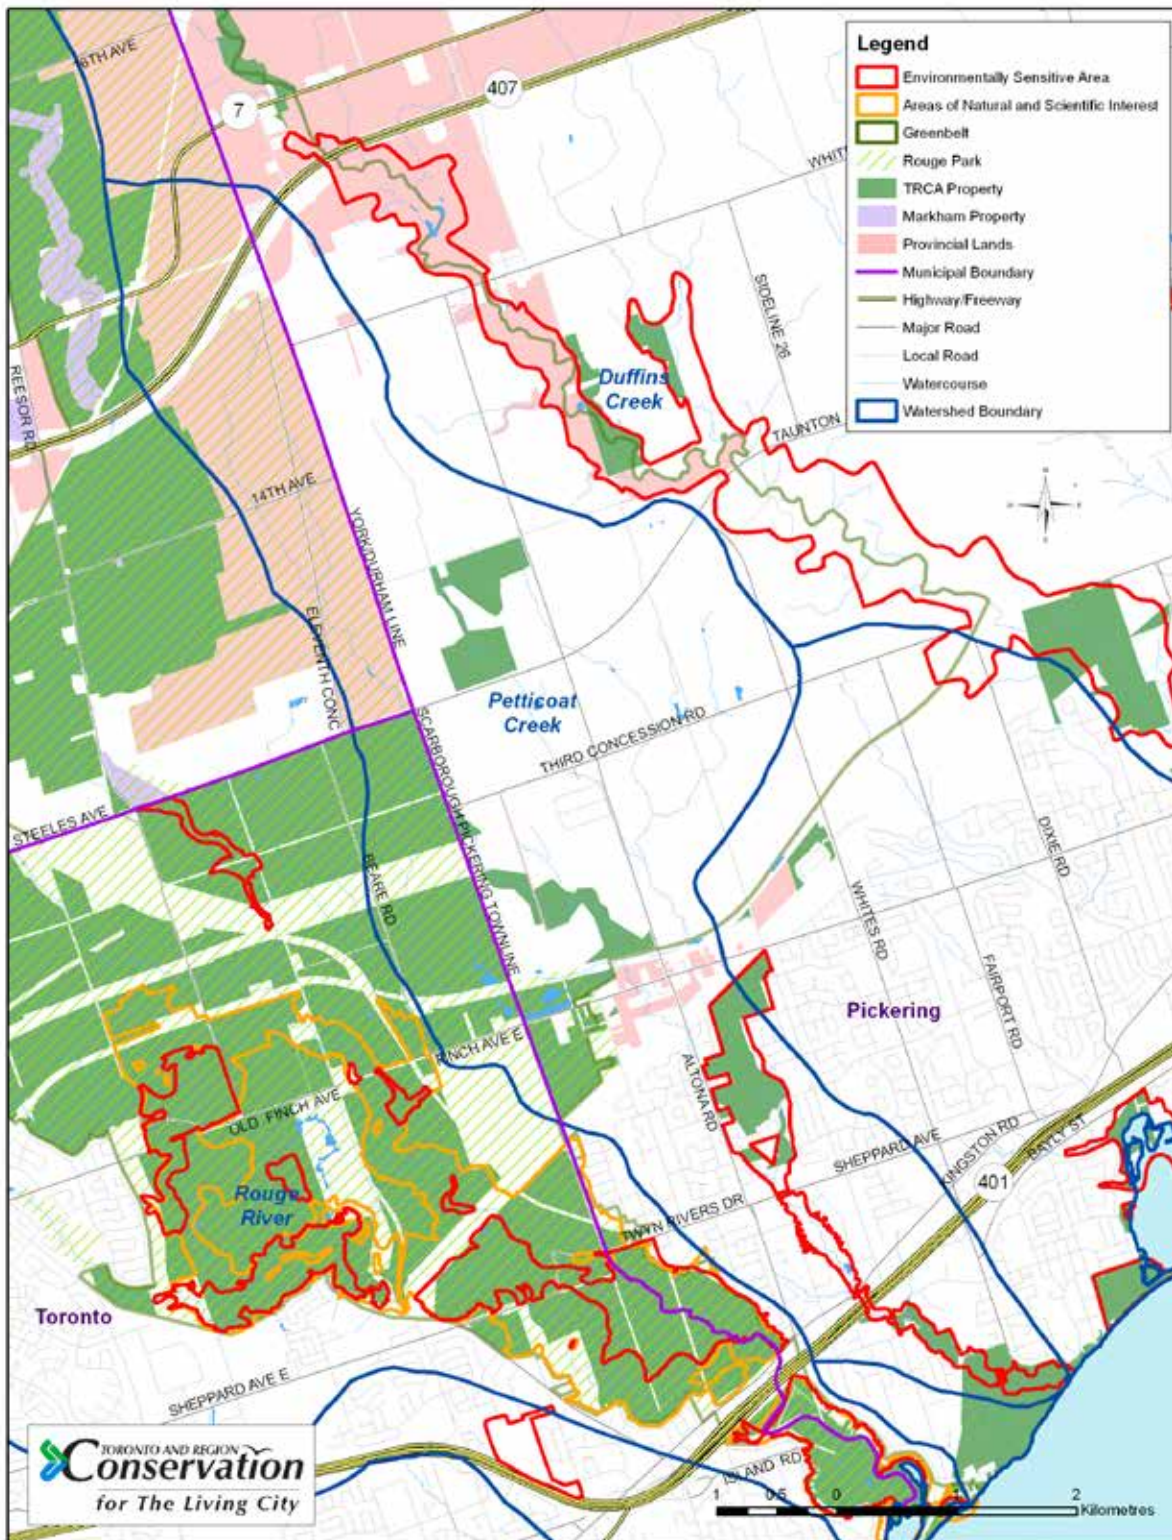 16TH AVE
7
407
Legend
Environmentally Sensitive Area
Areas of Natural and Scientific Interest
Greenbelt
Rouge Park
TRCA Property
Markham Property
Provincial Lands
Municipal Boundary
Highway/Freeway
Major Road
Local Road
Watercourse
Watershed Boundary
SIDELINE 26
TAUNTON
REESOR RD
Duffins
Creek
14TH AVE
YORK/DURHAM LINE
ELEVENTH CONC
Petticoat
Creek
THIRD CONCESSION RD
SCARBOROUGH PICKERING TOWNLINE
STEELES AVE
BEARE RD
DIXIE RD
WHITES RD
FAIRPORT RD
Pickering
FINCH AVE E
ALTONA RD
OLD FINCH AVE
SHEPPARD AVE
KINGSTON RD
BAYLY ST
401
Rouge
River
TWYN RIVERS DR
Toronto
SHEPPARD AVE E
ISLAND RD
TORONTO AND REGION
Conservation
for The Living City
1 0.5 0 1 2
Kilometres